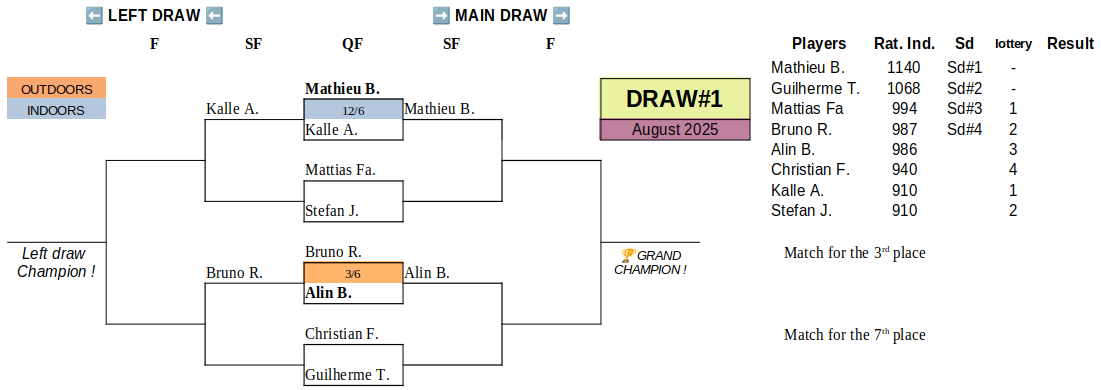 ⬅️ LEFT DRAW ⬅️ ➡️ MAIN DRAW ➡️
F SF QF SF F
Players Rat. Ind. Sd lottery Result
Mathieu B. 1140 Sd#1 -
Guilherme T. 1068 Sd#2 -
Mattias Fa 994 Sd#3 1
Bruno R. 987 Sd#4 2
Alin B. 986 3
Christian F. 940 4
Kalle A. 910 1
Stefan J. 910 2
OUTDOORS
INDOORS
Mathieu B.
Kalle A. 12/6 Mathieu B.
Kalle A.
DRAW#1
August 2025
Mattias Fa.
Stefan J.
Bruno R.
Bruno R. 3/6 Alin B.
Alin B.
Christian F.
Guilherme T.
Left draw
Champion !
🏆GRAND
CHAMPION !
Match for the 3rd place
Match for the 7th place